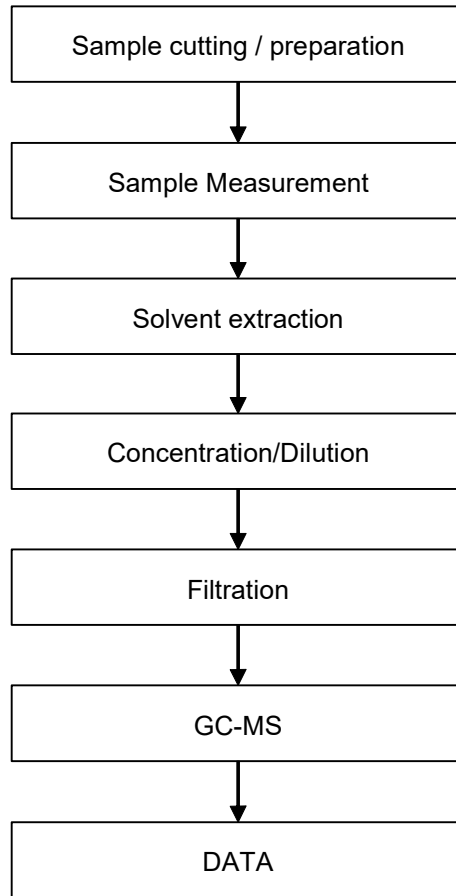 Sample cutting / preparation
Sample Measurement
Solvent extraction
Concentration/Dilution
Filtration
GC-MS
DATA